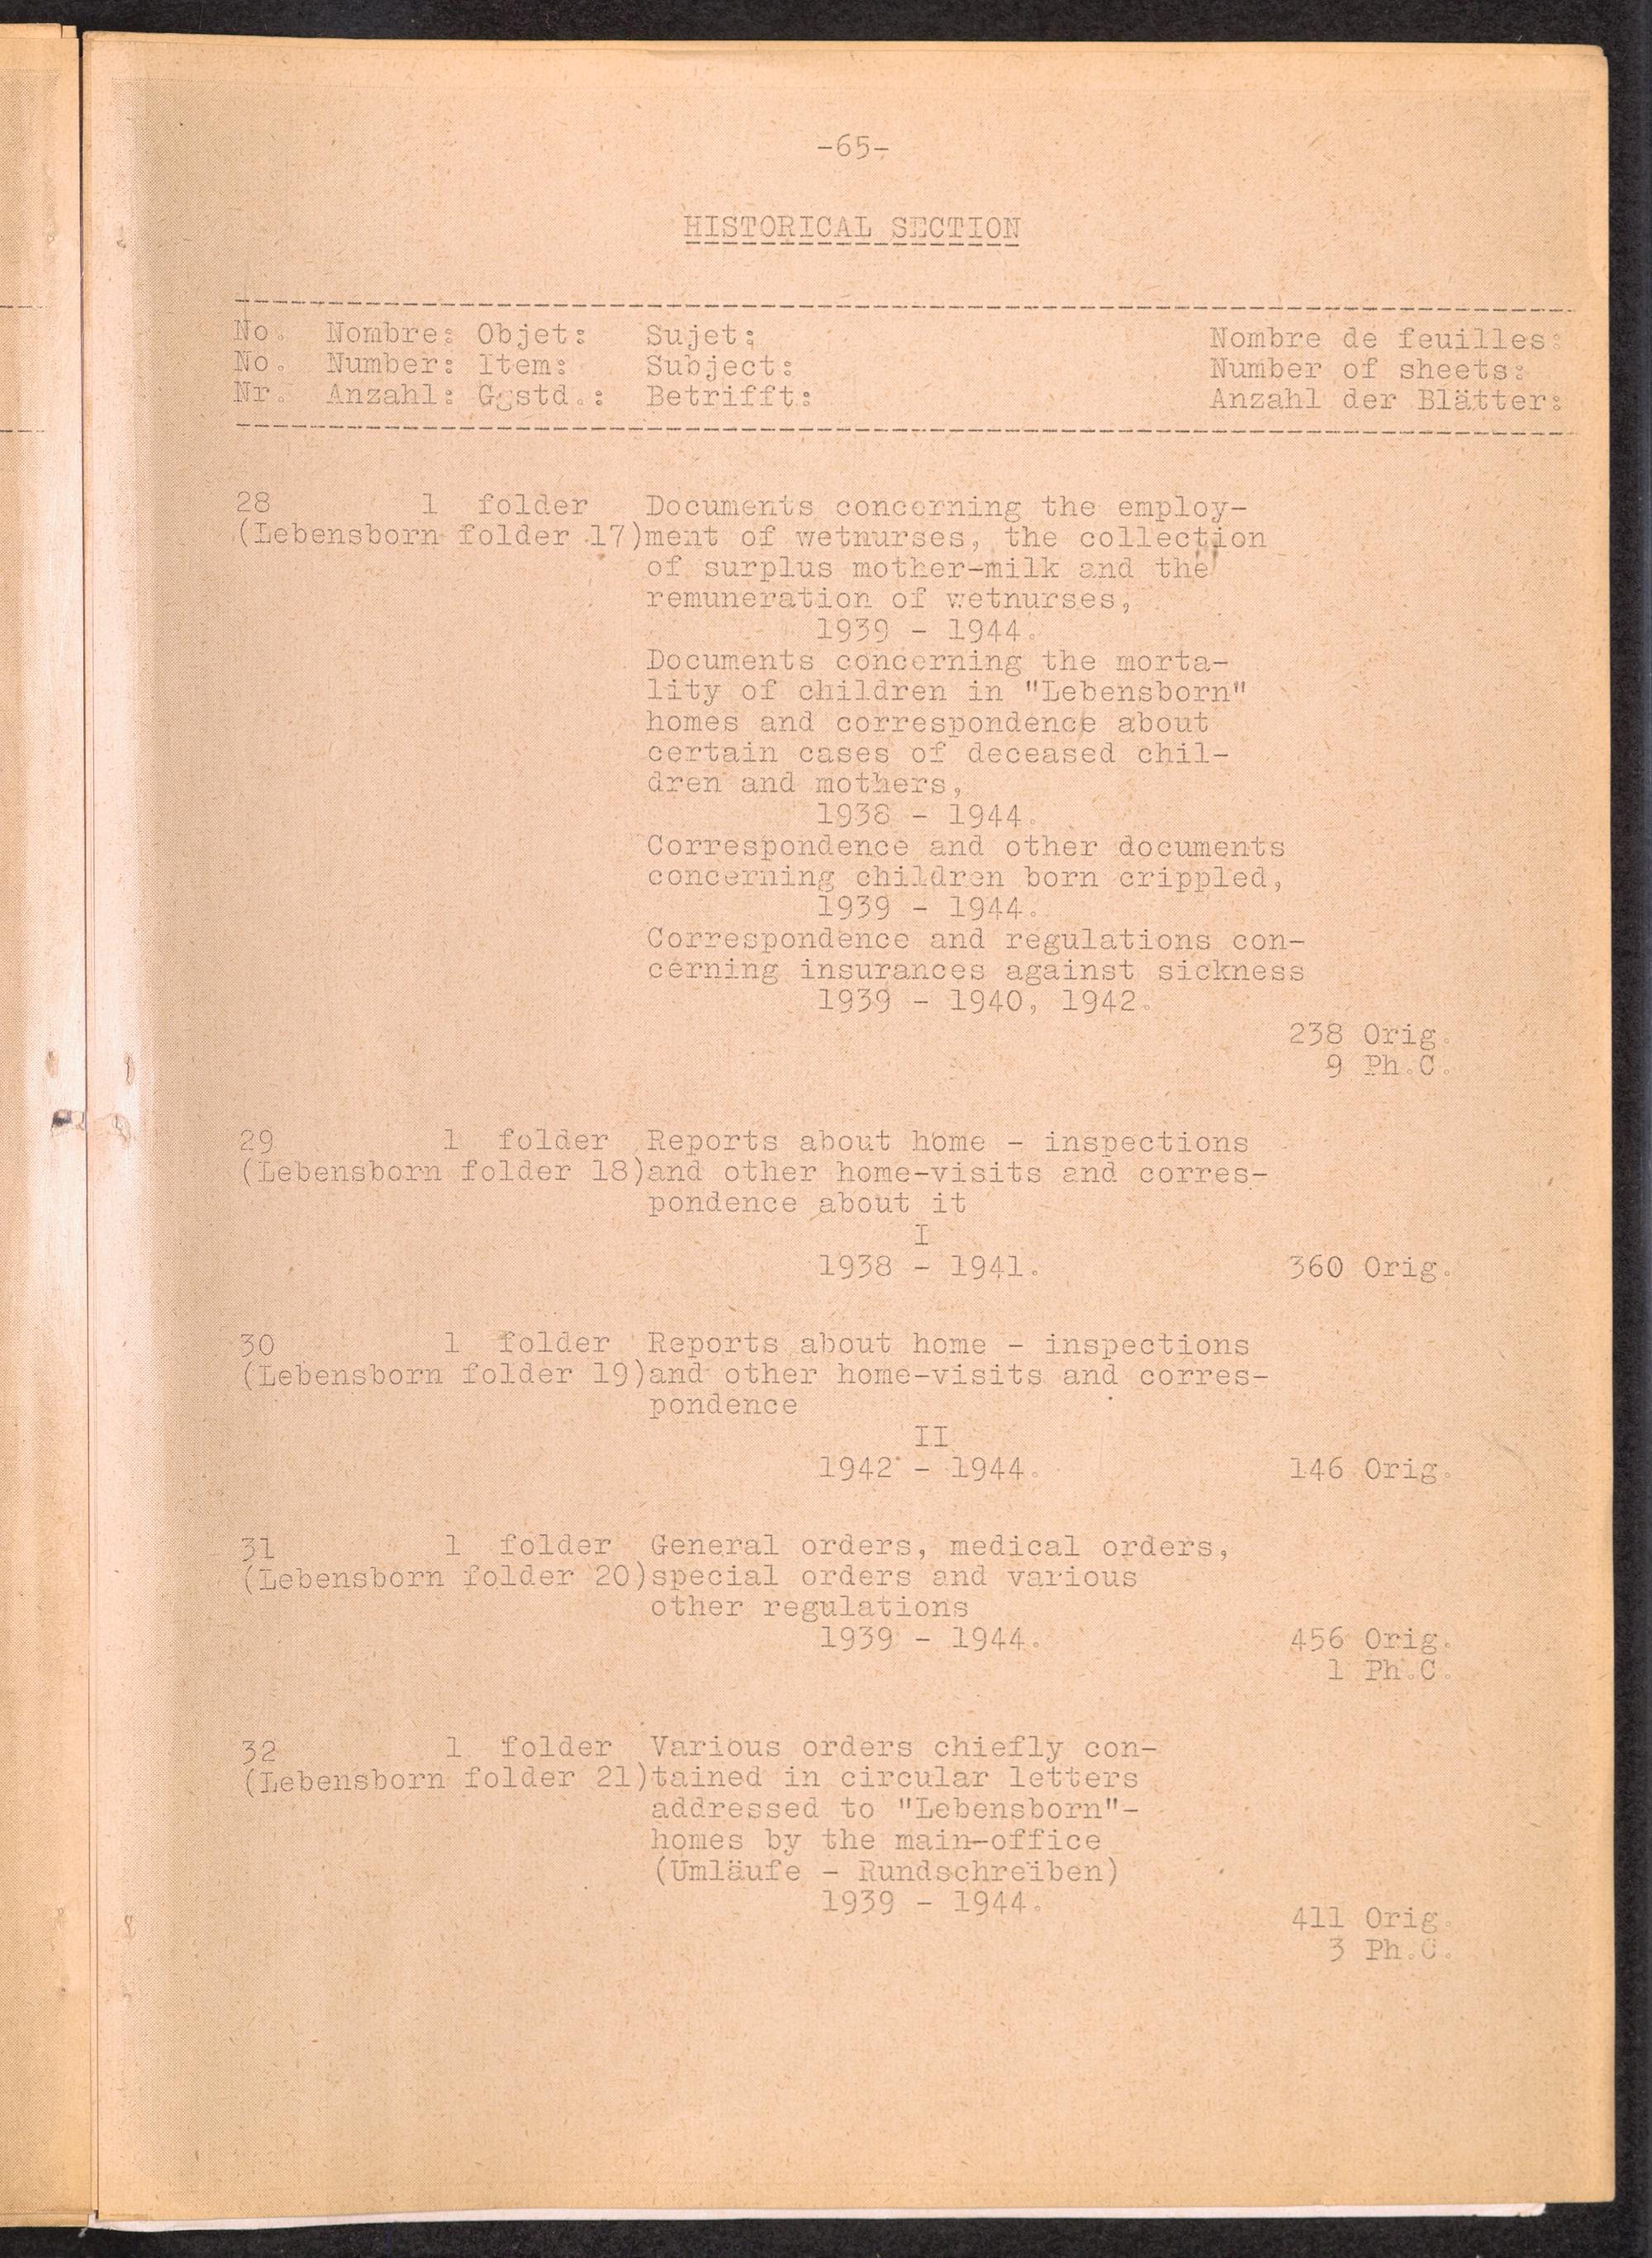 -65-
HISTORICAL SECTION
No. Nombre: Objet: Sujet: Nombre de feuilles:
No. Number: Item: Subject: Number of sheets:
Nr. Anzahl: Ggstd.: Betrifft: Anzahl der Blätter:
28 1 folder Documents concerning the employ-
(Lebensborn folder 17)ment of wetnurses, the collection
of surplus mother-milk and the
remuneration of wetnurses,
1939 - 1944.
Documents concerning the morta-
lity of children in "Lebensborn"
homes and correspondence about
certain cases of deceased chil-
dren and mothers,
1938 - 1944.
Correspondence and other documents
concerning children born crippled,
1939 - 1944.
Correspondence and regulations con-
cerning insurances against sickness
1939 - 1940, 1942.
238 Orig.
9 Ph.C.
29 1 folder Reports about home - inspections
(Lebensborn folder 18)and other home-visits and corres-
pondence about it
I
1938 - 1941. 360 Orig.
30 1 folder Reports about home - inspections
(Lebensborn folder 19)and other home-visits and corres-
pondence
II
1942 - 1944. 146 Orig.
31 1 folder General orders, medical orders,
(Lebensborn folder 20)special orders and various
other regulations
1939 - 1944. 456 Orig.
1 Ph.C.
32 1 folder Various orders chiefly con-
(Lebensborn folder 21)tained in circular letters
addressed to "Lebensborn"-
homes by the main-office
(Umläufe - Rundschreiben)
1939 - 1944.
411 Orig.
3 Ph.C.